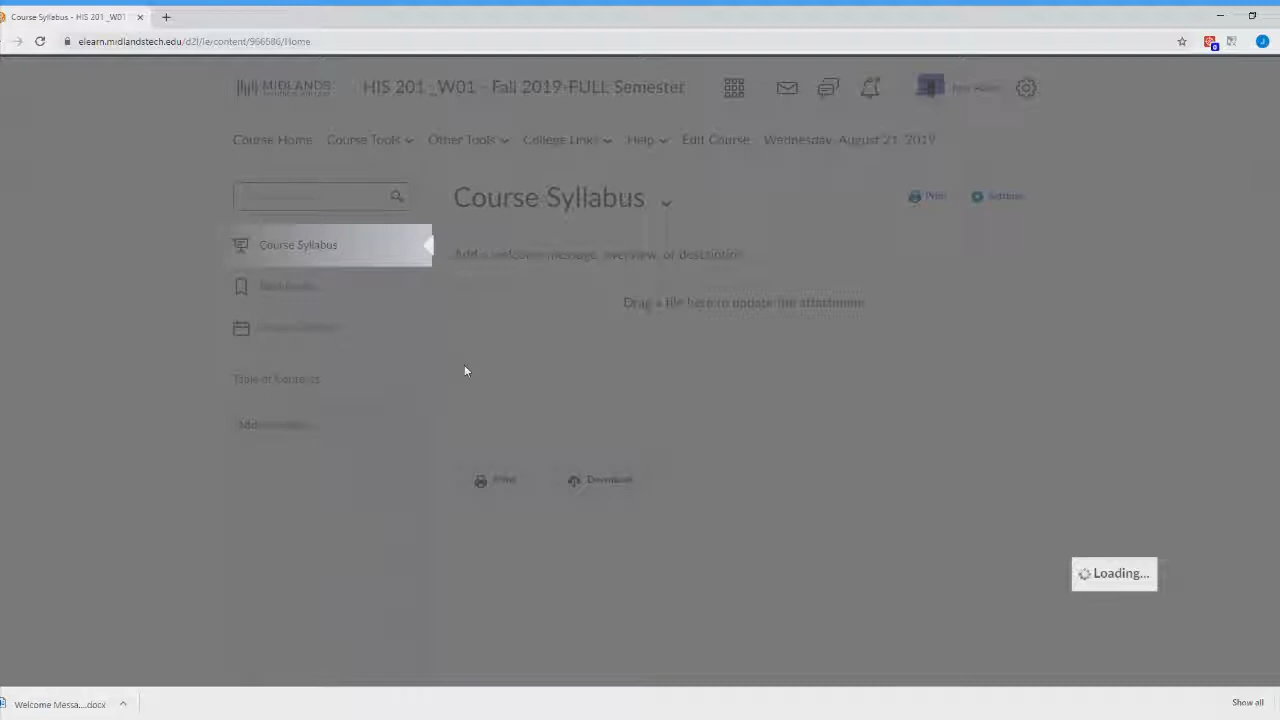 Course Syllabus - HIS 201 _W01
elearn.midlandstech.edu/d2l/le/content/966586/Home
MIDLANDS
HIS 201 _W01 - Fall 2019-FULL Semester
Course Home Course Tools Other Tools College Links Help Edit Course Wednesday, August 21, 2019
Course Syllabus
Print Settings
Course Syllabus
Add a welcome message, overview, or description
Bookmarks
Drag a file here to update the attachment
Table of Contents
Add
Print Download
Loading...
Welcome Messa....docx
Show all